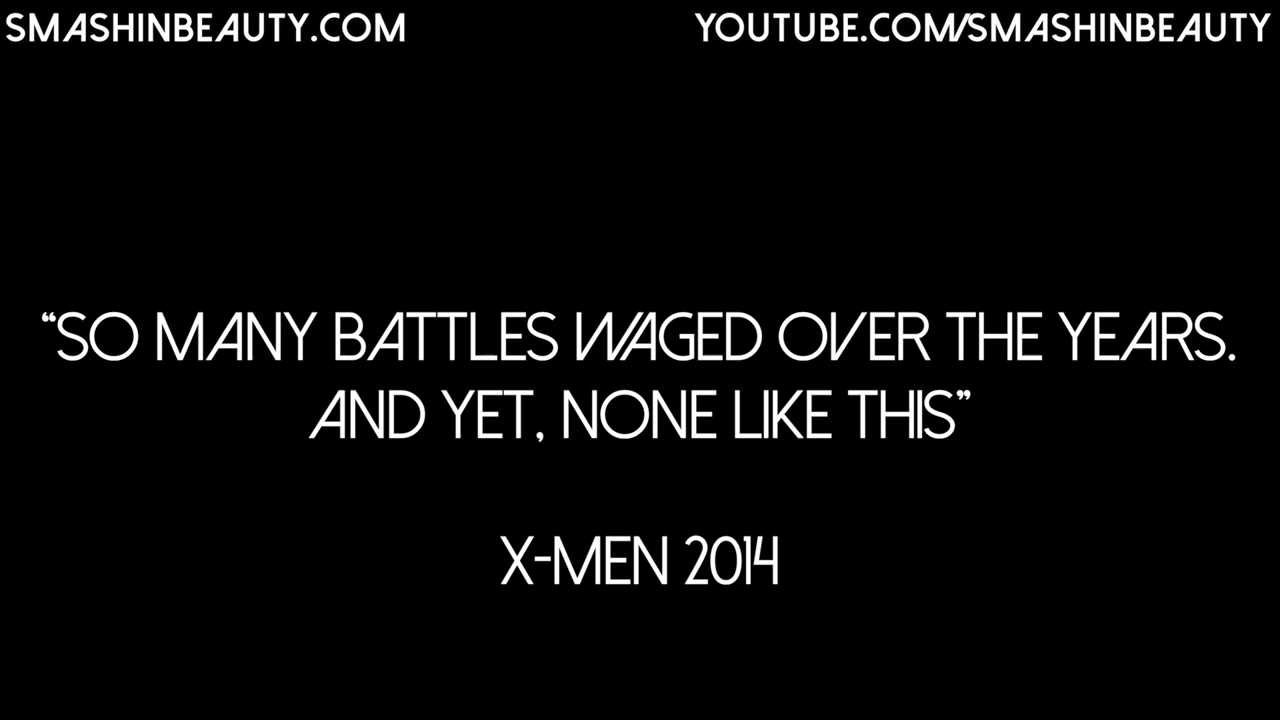 SMASHINBEAUTY.COM
YOUTUBE.COM/SMASHINBEAUTY
“SO MANY BATTLES WAGED OVER THE YEARS.
AND YET, NONE LIKE THIS”
X-MEN 2014